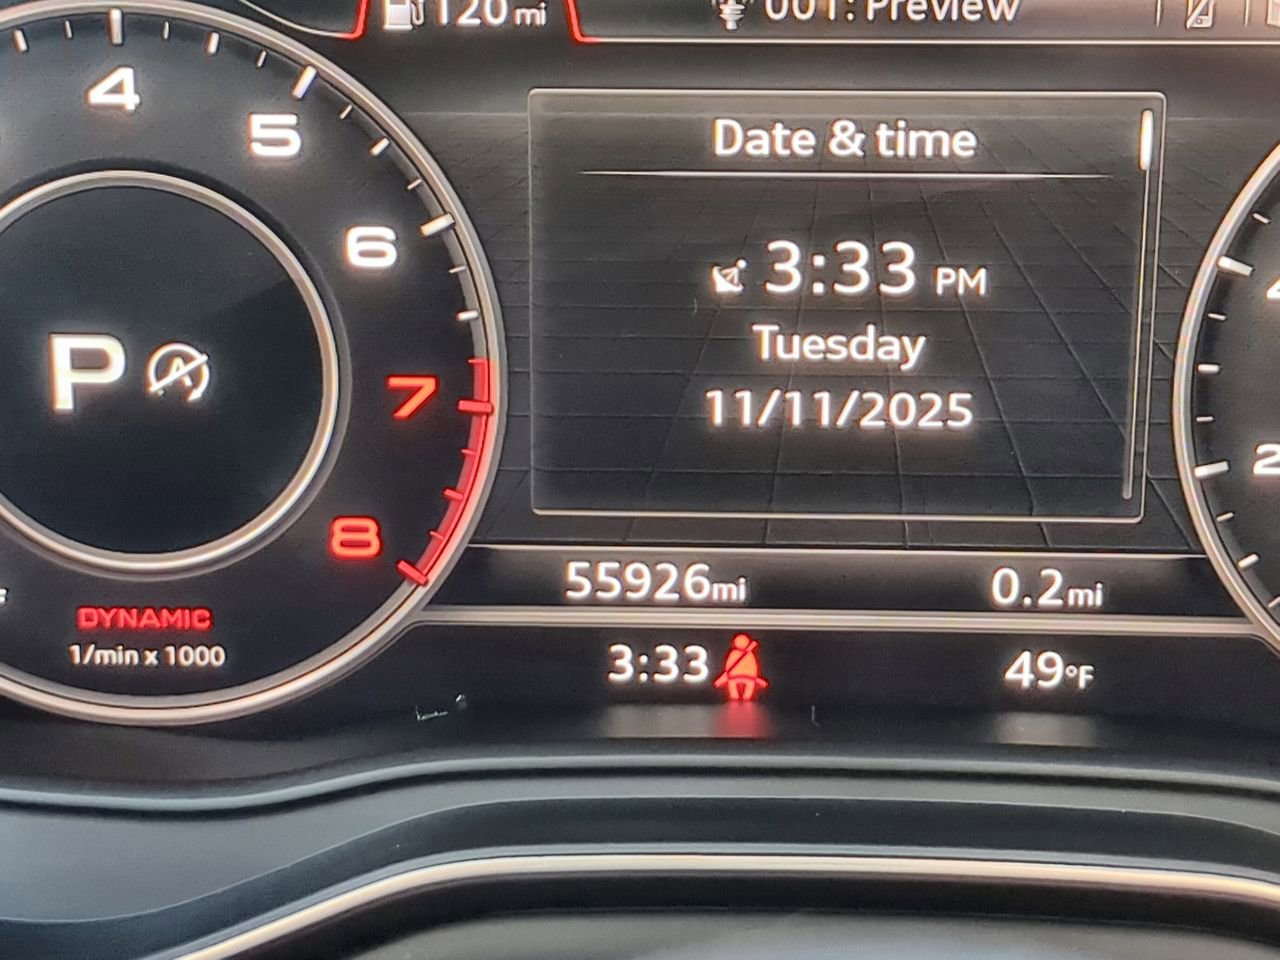 120 mi
001: Preview
4
5
6
7
8
P A
DYNAMIC
1/min x 1000
Date & time
3:33 PM
Tuesday
11/11/2025
55926mi
0.2mi
3:33
49°F
2